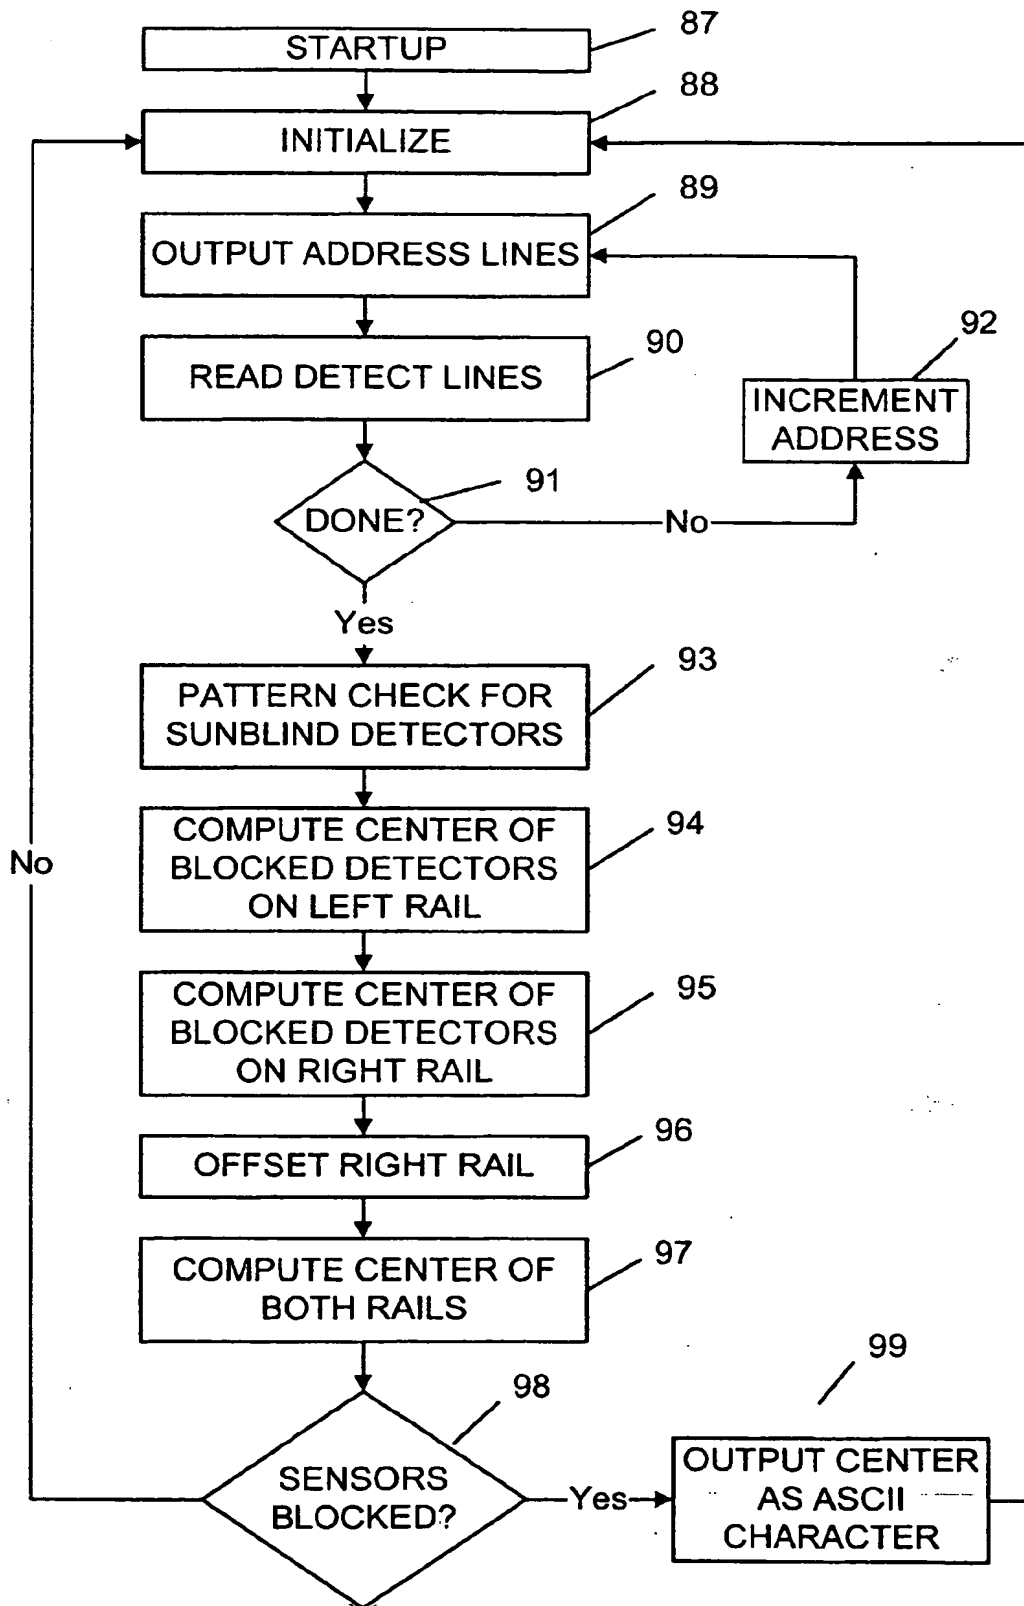 87
STARTUP
88
INITIALIZE
89
OUTPUT ADDRESS LINES
90
READ DETECT LINES
92
INCREMENT
ADDRESS
91
DONE?
No
Yes
93
PATTERN CHECK FOR
SUNBLIND DETECTORS
94
COMPUTE CENTER OF
BLOCKED DETECTORS
ON LEFT RAIL
No
95
COMPUTE CENTER OF
BLOCKED DETECTORS
ON RIGHT RAIL
96
OFFSET RIGHT RAIL
97
COMPUTE CENTER OF
BOTH RAILS
98
SENSORS
BLOCKED?
Yes
99
OUTPUT CENTER
AS ASCII
CHARACTER